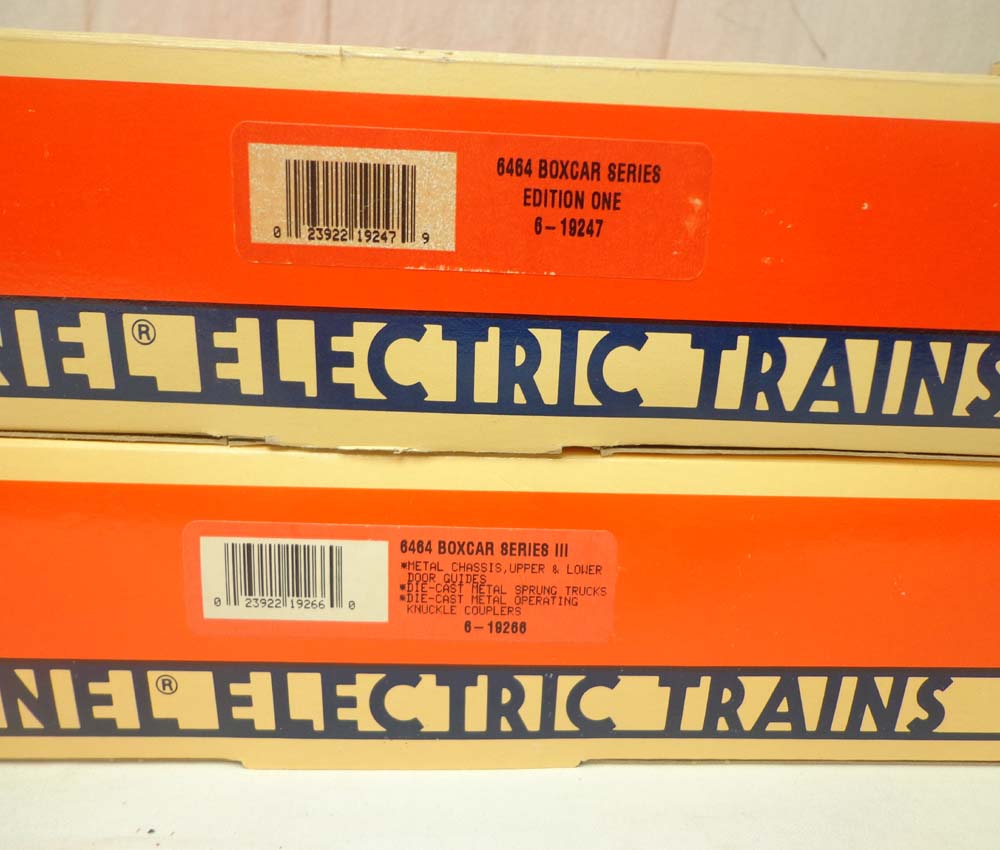 6464 BOXCAR SERIES
EDITION ONE
6-19247
0 23922 19247 9
NEL® ELECTRIC TRAINS
6464 BOXCAR SERIES III
*METAL CHASSIS,UPPER & LOWER
DOOR GUIDES
*DIE-CAST METAL SPRUNG TRUCKS
*DIE-CAST METAL OPERATING
KNUCKLE COUPLERS
6-19266
0 23922 19266 0
NEL® ELECTRIC TRAINS